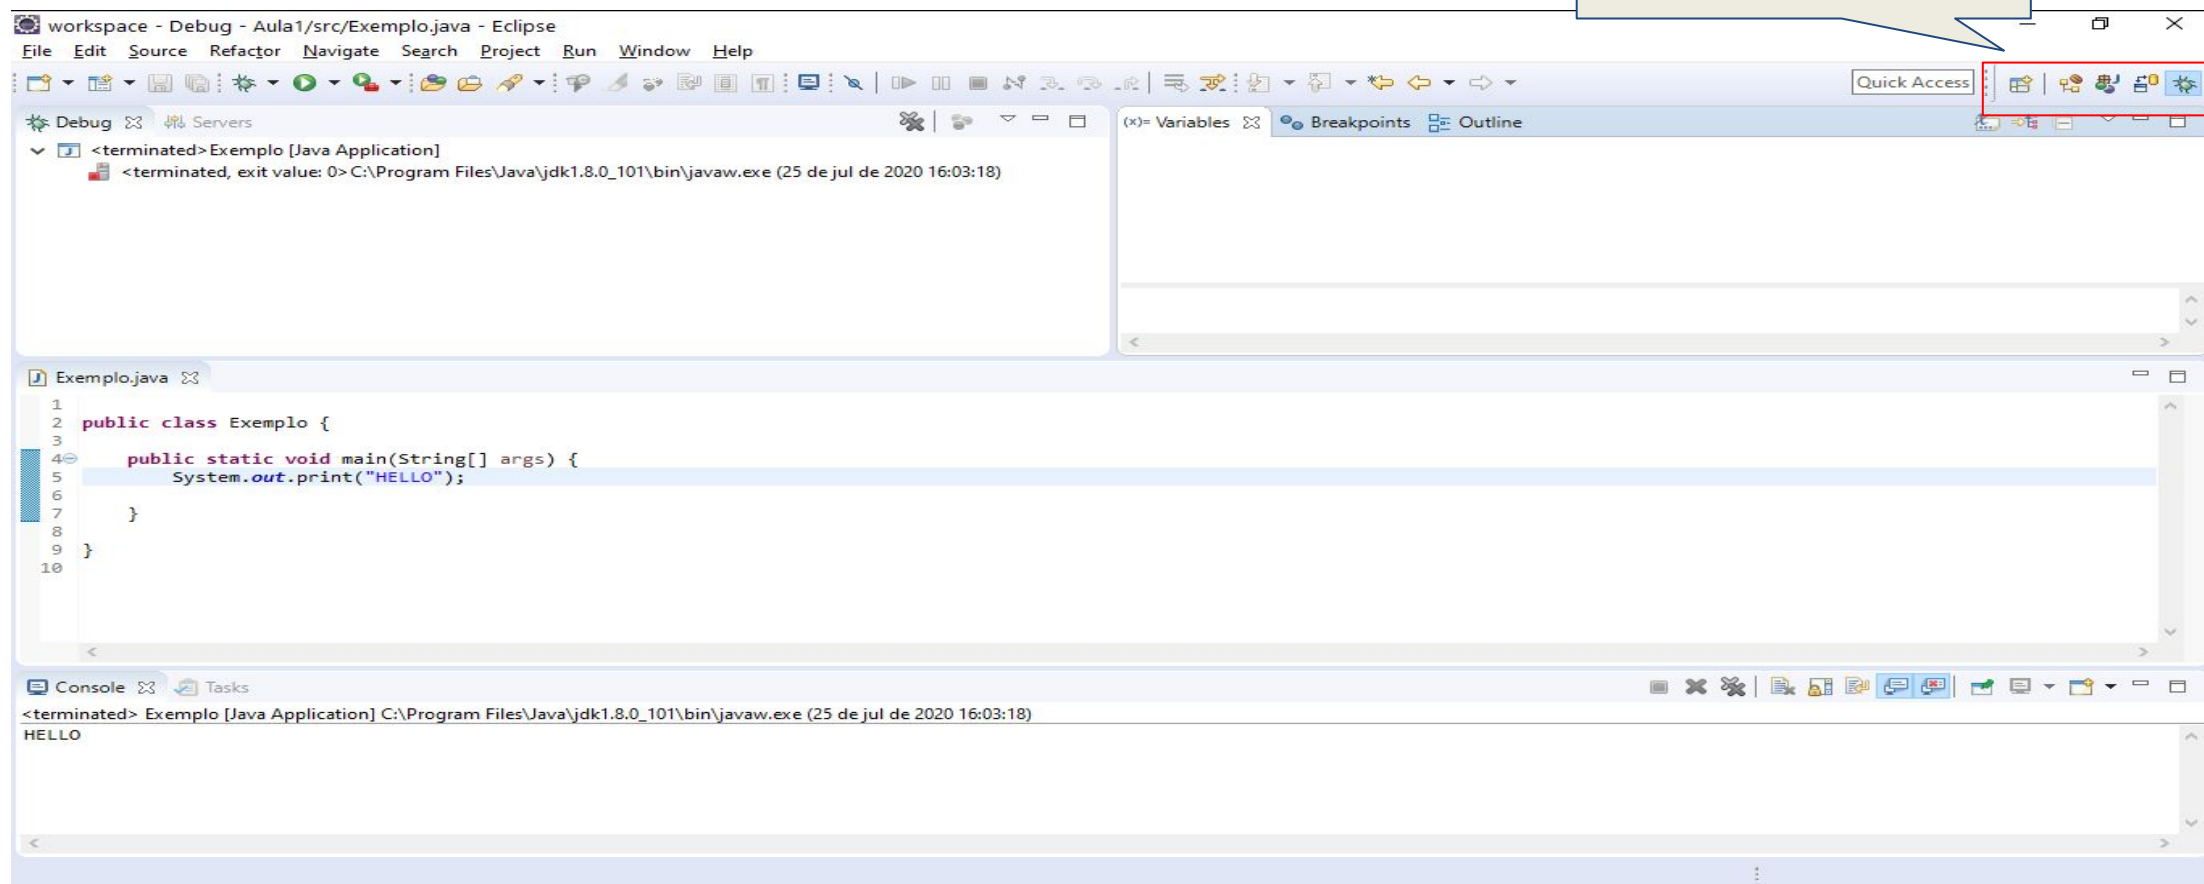 workspace - Debug - Aula1/src/Exemplo.java - Eclipse
File Edit Source Refactor Navigate Search Project Run Window Help
Quick Access
Debug Servers
(x)= Variables Breakpoints Outline
<terminated>Exemplo [Java Application]
<terminated, exit value: 0>C:\Program Files\Java\jdk1.8.0_101\bin\javaw.exe (25 de jul de 2020 16:03:18)
Exemplo.java
1
2 public class Exemplo {
3
4 public static void main(String[] args) {
5 System.out.print("HELLO");
6
7 }
8
9 }
10
Console Tasks
<terminated> Exemplo [Java Application] C:\Program Files\Java\jdk1.8.0_101\bin\javaw.exe (25 de jul de 2020 16:03:18)
HELLO